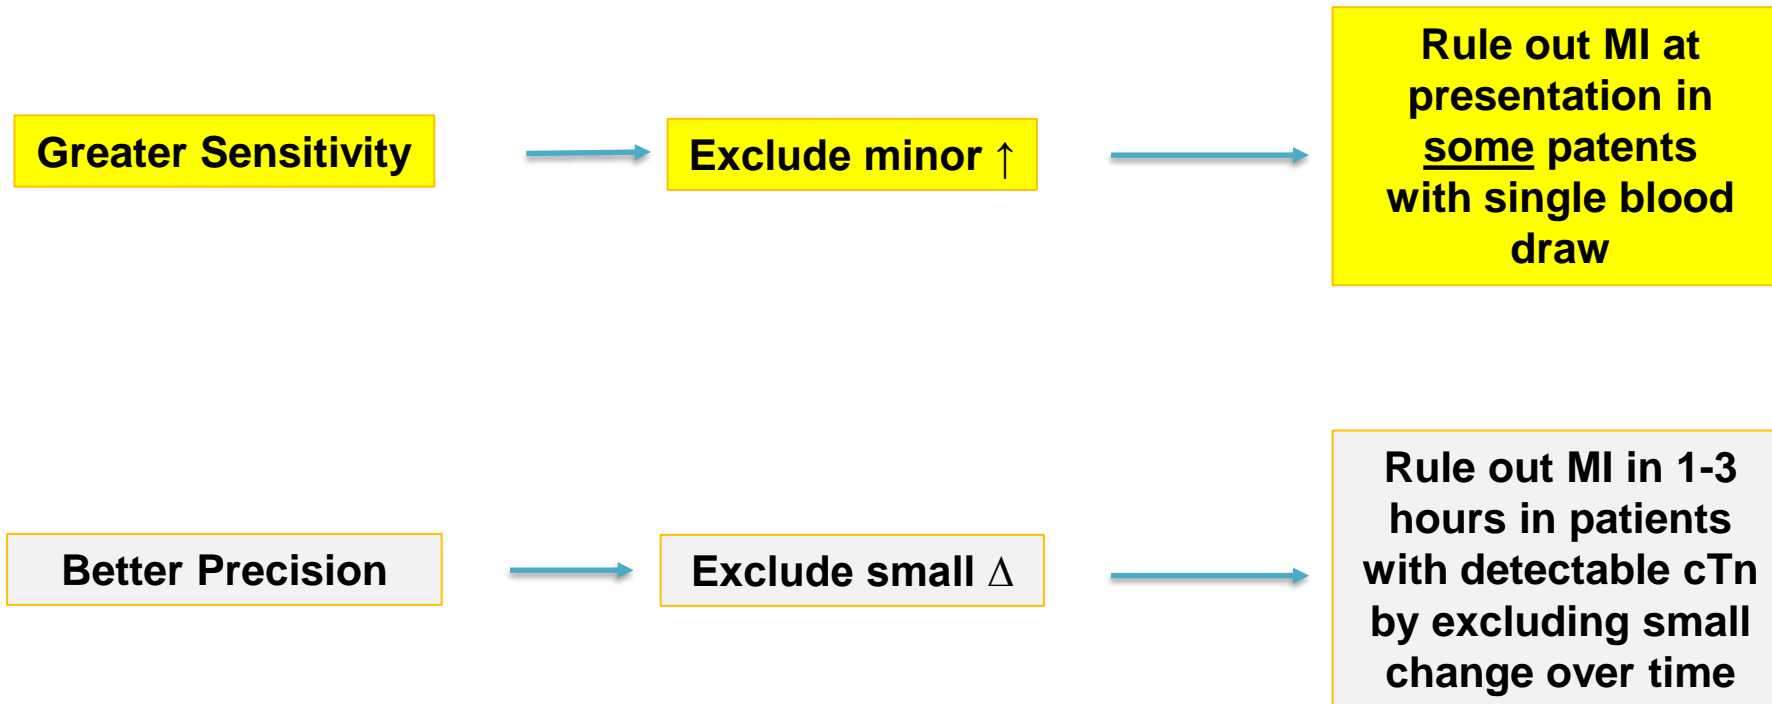 Greater Sensitivity
Exclude minor ↑
Rule out MI at
presentation in
some patents
with single blood
draw
Better Precision
Exclude small Δ
Rule out MI in 1-3
hours in patients
with detectable cTn
by excluding small
change over time